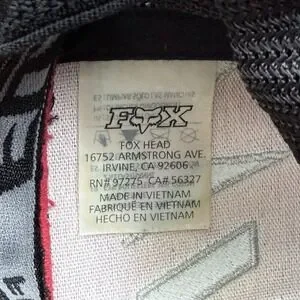 FOX
FOX HEAD
16752 ARMSTRONG AVE.
IRVINE, CA 92606
RN# 97275 CA# 56327
MADE IN VIETNAM
FABRIQUÉ EN VIETNAM
HECHO EN VIETNAM